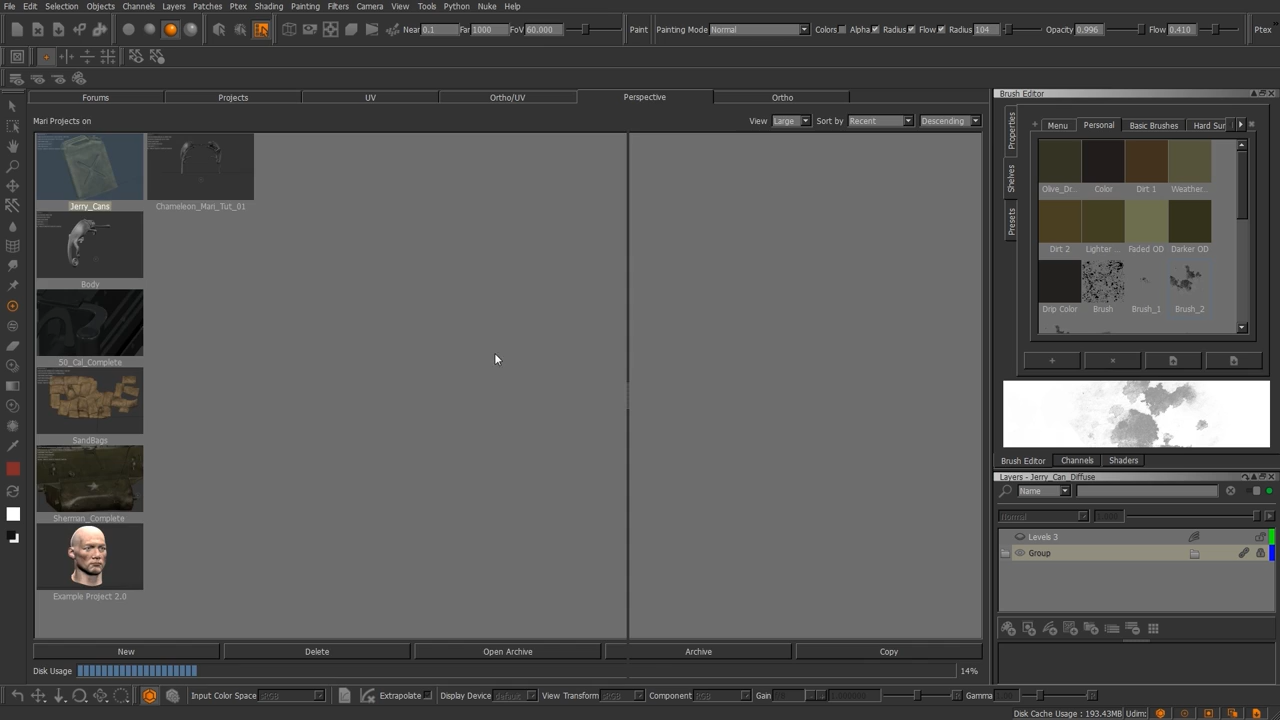 File Edit Selection Objects Channels Layers Patches Ptex Shading Painting Filters Camera View Tools Python Nuke Help
Near 0.1 Far 1000 FoV 60.000 Paint Painting Mode Normal Colors Alpha Radius Flow Radius 104 Opacity 0.996 Flow 0.410 Ptex
Forums Projects UV Ortho/UV Perspective Ortho
Mari Projects on View Large Sort by Recent Descending
Jerry_Cans Chameleon_Mari_Tut_01
Body
50_Cal_Complete
SandBags
Sherman_Complete
Example Project 2.0
New Delete Open Archive Archive Copy
Disk Usage 14%
Brush Editor
Properties
Shelves
Presets
Menu Personal Basic Brushes Hard Sur
Olive_Dr... Color Dirt 1 Weather...
Dirt 2 Lighter ... Faded OD Darker OD
Drip Color Brush Brush_1 Brush_2
Brush Editor Channels Shaders
Layers - Jerry_Can_Diffuse
Name
Normal
Levels 3
Group
Input Color Space RGB Extrapolate Display Device default View Transform sRGB Component RGB Gain Gamma
Disk Cache Usage : 193.43MB Udim: